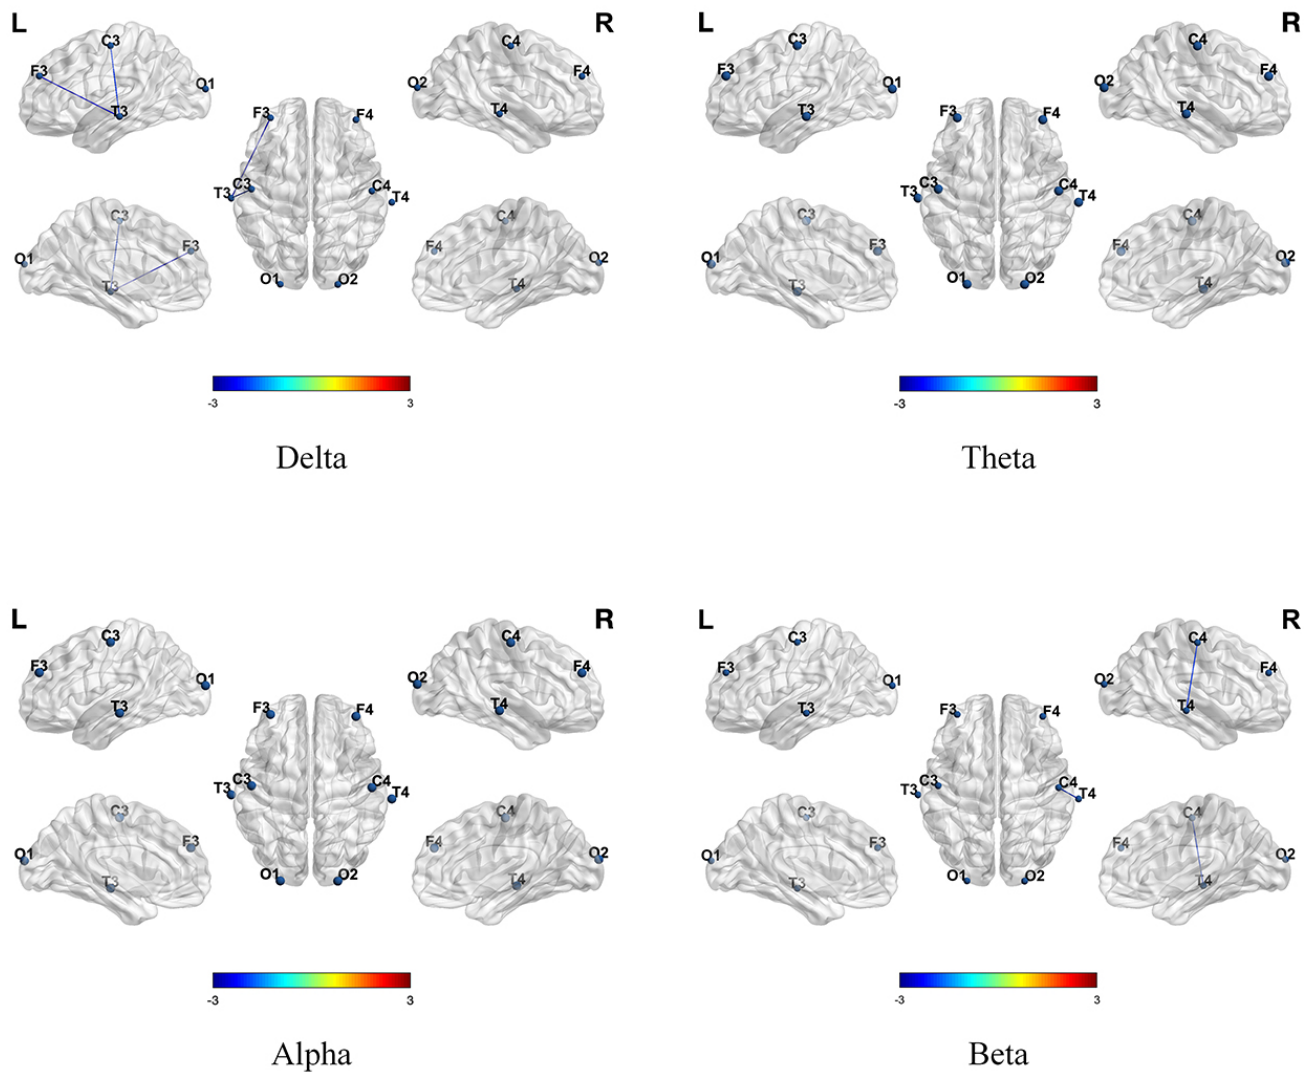 L R L R
C3 C4 C3 C4
F3 O1 O2 F4 F3 O1 O2 F4
T3 F3 F4 T4 T3 F3 F4 T4
T3 C3 C4 T4 T3 C3 C4 T4
C3 C4 C3 C4
O1 F3 F4 O2 O1 F3 F4 O2
T3 O1 O2 T4 T3 O1 O2 T4
-3 3 -3 3
Delta Theta
L R L R
C3 C4 C3 C4
F3 O1 O2 F4 F3 O1 O2 F4
T3 F3 F4 T4 T3 F3 F4 T4
T3 C3 C4 T4 T3 C3 C4 T4
C3 C4 C3 C4
O1 F3 F4 O2 O1 F3 F4 O2
T3 O1 O2 T4 T3 O1 O2 T4
-3 3 -3 3
Alpha Beta